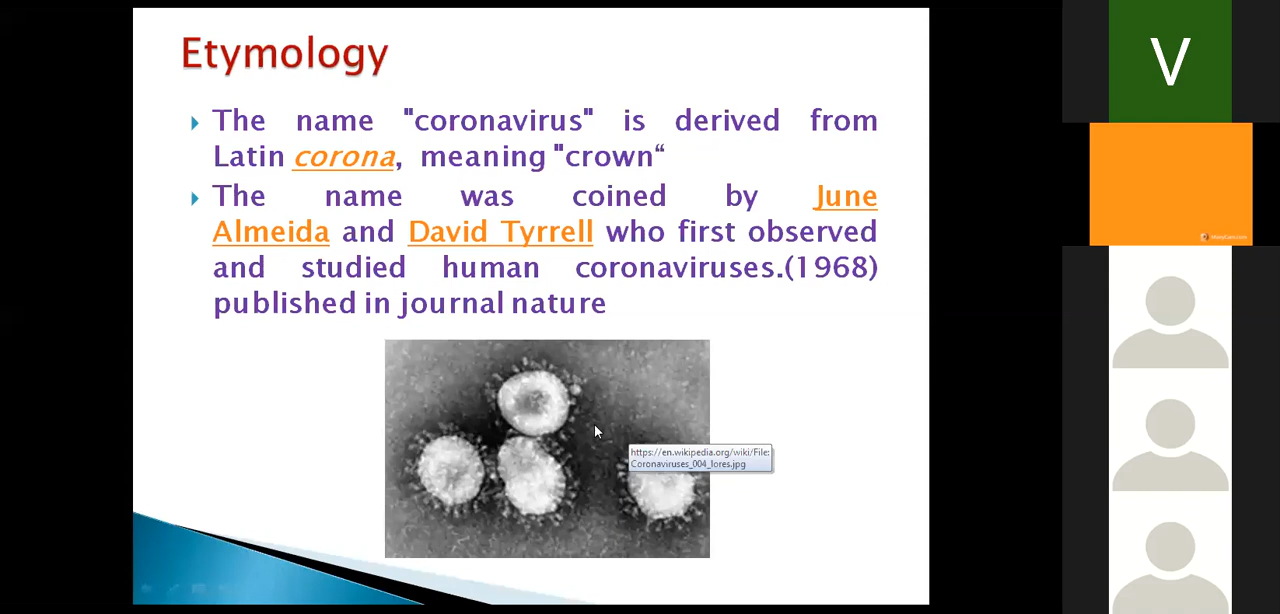 Etymology
The name "coronavirus" is derived from
Latin corona, meaning "crown“
The name was coined by June
Almeida and David Tyrrell who first observed
and studied human coronaviruses.(1968)
published in journal nature
https://en.wikipedia.org/wiki/File:
Coronaviruses_004_lores.jpg
V